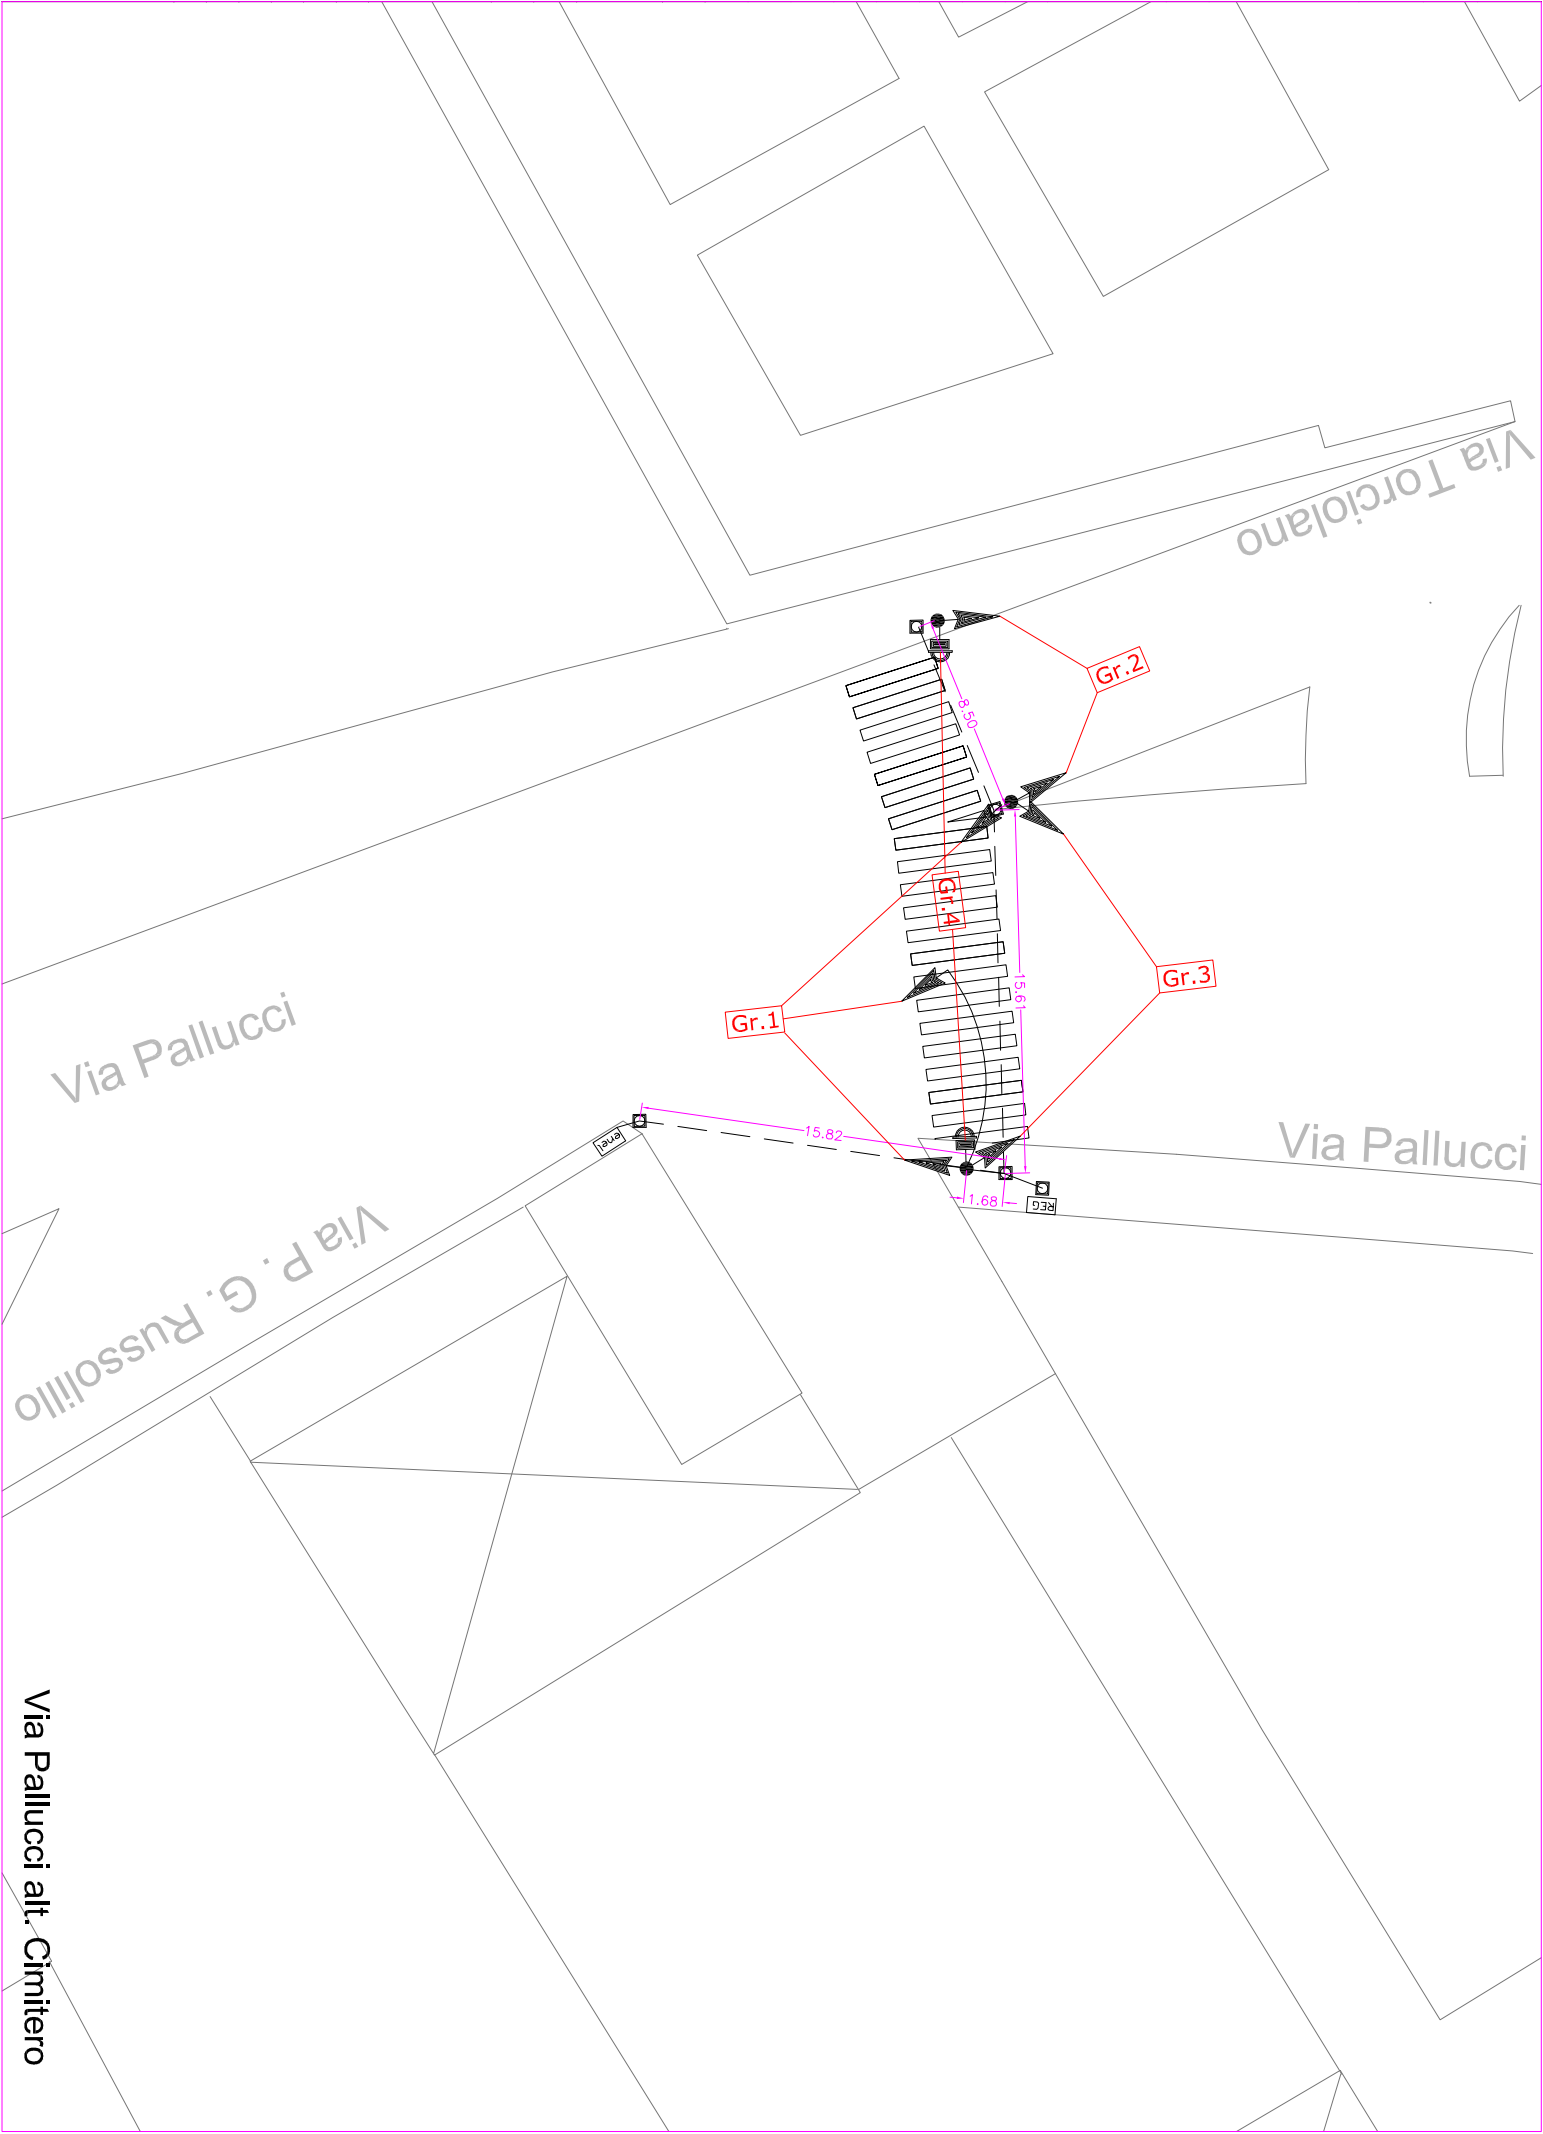 Via Torciolano
Gr.2
8.50
Gr.4
15.61
Gr.3
Gr.1
Via Pallucci
15.82
enel
Via Pallucci
1.68
REG
Via P. G. Russolillo
Via Pallucci alt. Cimitero